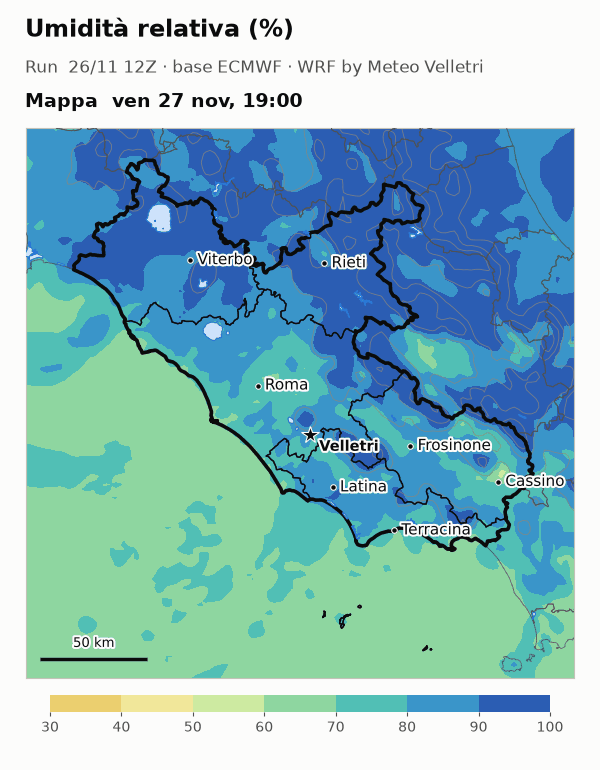 Umidità relativa (%)
Run  26/11 12Z · base ECMWF · WRF by Meteo Velletri
Mappa  ven 27 nov, 19:00
Viterbo
Rieti
Roma
Velletri
Frosinone
Cassino
Latina
Terracina
50 km
30 40 50 60 70 80 90 100